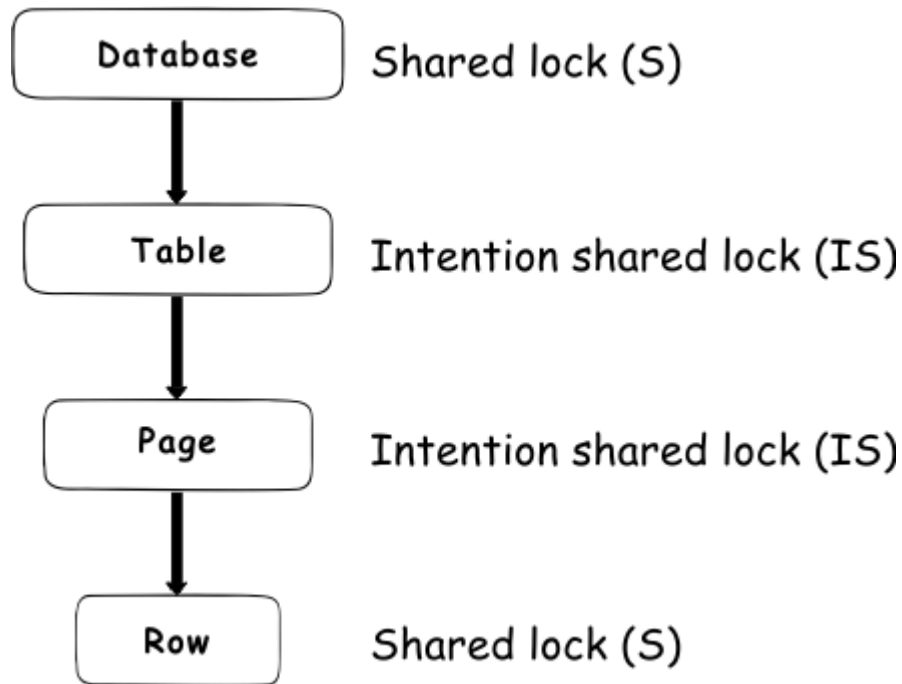 Database
Shared lock (S)
Table
Intention shared lock (IS)
Page
Intention shared lock (IS)
Row
Shared lock (S)